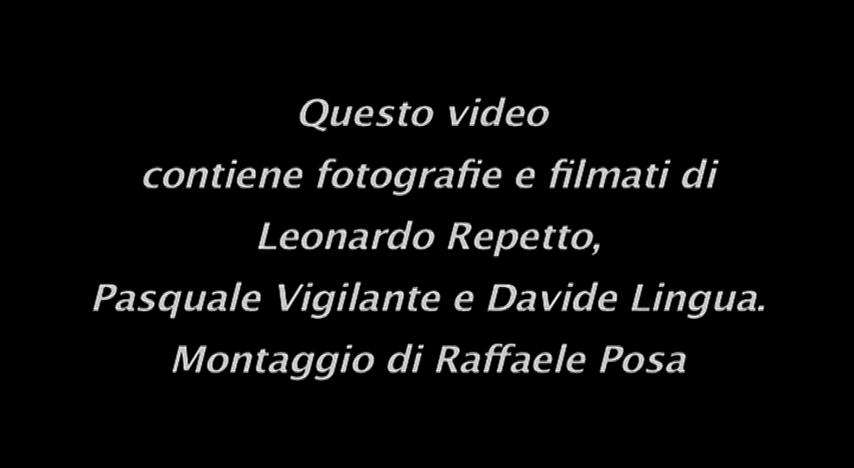 Questo video
contiene fotografie e filmati di
Leonardo Repetto,
Pasquale Vigilante e Davide Lingua.
Montaggio di Raffaele Posa